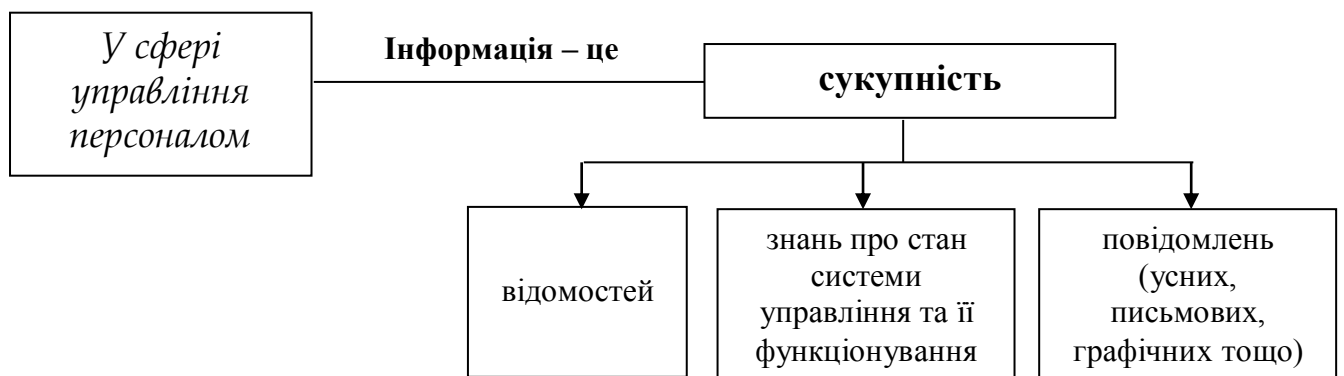 У сфері
управління
персоналом
Інформація – це
сукупність
відомостей
знань про стан
системи
управління та її
функціонування
повідомлень
(усних,
письмових,
графічних тощо)